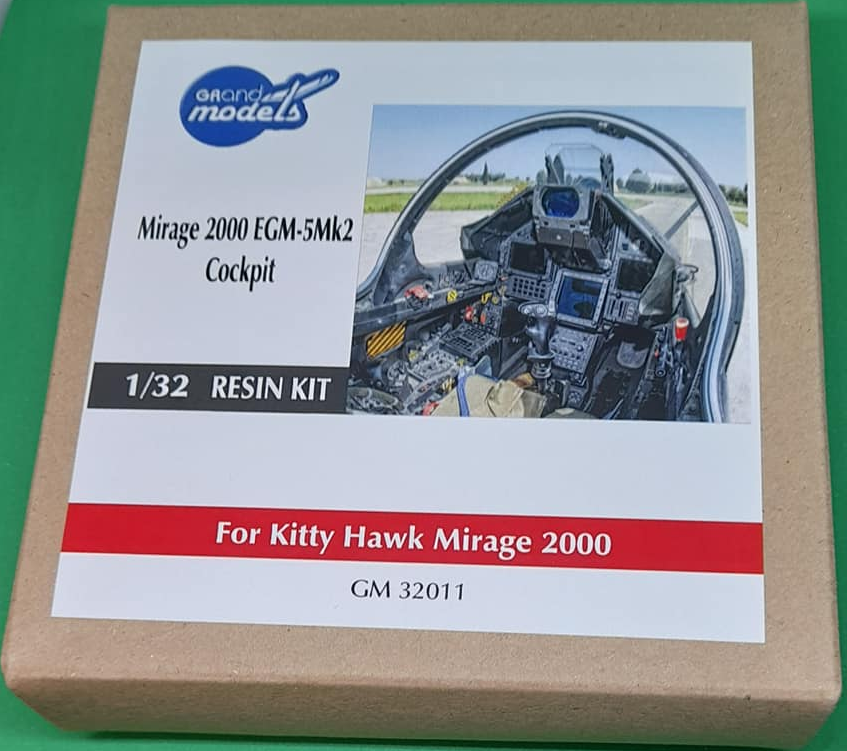 GRand
models
Mirage 2000 EGM-5Mk2
Cockpit
1/32 RESIN KIT
For Kitty Hawk Mirage 2000
GM 32011